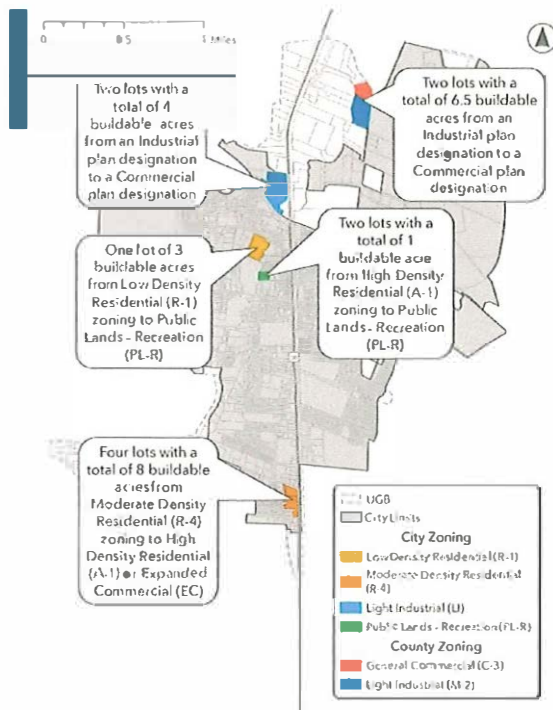 0 0.5 1 Miles
Two lots with a
total of 4
buildable acres
from an Industrial
plan designation
to a Commercial
plan designation
Two lots with a
total of 6.5 buildable
acres from an
Industrial plan
designation to a
Commercial plan
designation
One lot of 3
buildable acres
from Low Density
Residential (R-1)
zoning to Public
Lands - Recreation
(PL-R)
Two lots with a
total of 1
buildable acre
from High Density
Residential (A-1)
zoning to Public
Lands - Recreation
(PL-R)
Four lots with a
total of 8 buildable
acres from
Moderate Density
Residential (R-4)
zoning to High
Density Residential
(A-1) or Expanded
Commercial (EC)
UGB
City Limits
City Zoning
Low Density Residential (R-1)
Moderate Density Residential
(R-4)
Light Industrial (LI)
Public Lands - Recreation (PL-R)
County Zoning
General Commercial (C-3)
Light Industrial (M-2)